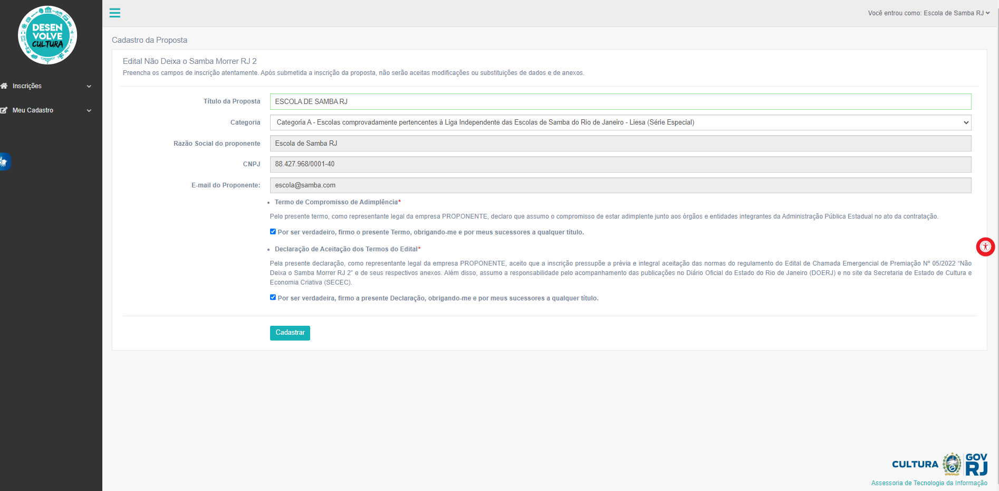 DESEN
VOLVE
CULTURA
Você entrou como: Escola de Samba RJ
Inscrições
Meu Cadastro
Cadastro da Proposta
Edital Não Deixa o Samba Morrer RJ 2
Preencha os campos de inscrição atentamente. Após submetida a inscrição da proposta, não serão aceitas modificações ou substituições de dados e de anexos.
Título da Proposta ESCOLA DE SAMBA RJ
Categoria Categoria A - Escolas comprovadamente pertencentes à Liga Independente das Escolas de Samba do Rio de Janeiro - Liesa (Série Especial)
Razão Social do proponente Escola de Samba RJ
CNPJ 88.427.968/0001-40
E-mail do Proponente: escola@samba.com
• Termo de Compromisso de Adimplência*
Pelo presente termo, como representante legal da empresa PROPONENTE, declaro que assumo o compromisso de estar adimplente junto aos órgãos e entidades integrantes da Administração Pública Estadual no ato da contratação.
Por ser verdadeiro, firmo o presente Termo, obrigando-me e por meus sucessores a qualquer título.
• Declaração de Aceitação dos Termos do Edital*
Pela presente declaração, como representante legal da empresa PROPONENTE, aceito que a inscrição pressupõe a prévia e integral aceitação das normas do regulamento do Edital de Chamada Emergencial de Premiação Nº 05/2022 “Não
Deixa o Samba Morrer RJ 2” e de seus respectivos anexos. Além disso, assumo a responsabilidade pelo acompanhamento das publicações no Diário Oficial do Estado do Rio de Janeiro (DOERJ) e no site da Secretaria de Estado de Cultura e
Economia Criativa (SECEC).
Por ser verdadeira, firmo a presente Declaração, obrigando-me e por meus sucessores a qualquer título.
Cadastrar
CULTURA GOV
RJ
Assessoria de Tecnologia da Informação